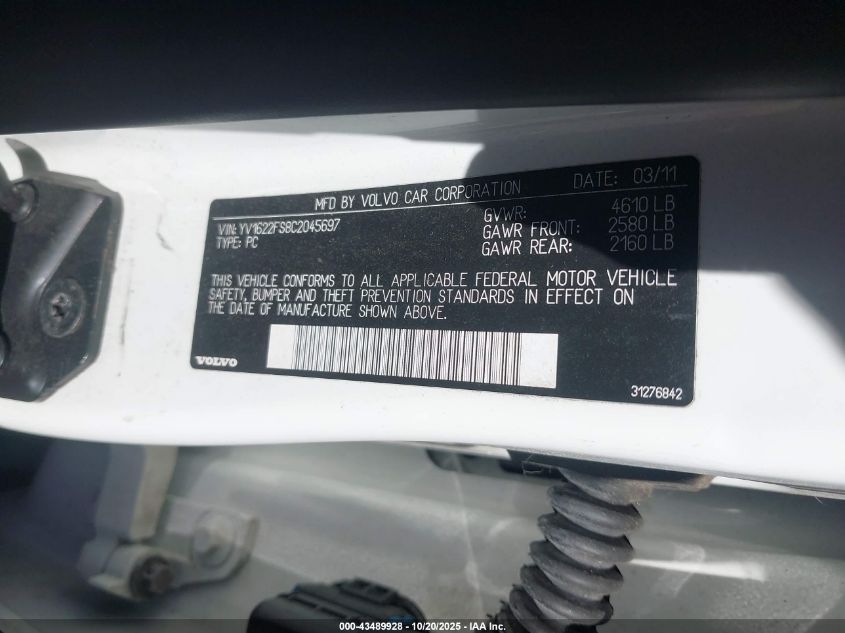 MFD BY VOLVO CAR CORPORATION DATE: 03/11
VIN: YV1622FS8C2045697 GVWR: 4610 LB
TYPE: PC GAWR FRONT: 2580 LB
GAWR REAR: 2160 LB
THIS VEHICLE CONFORMS TO ALL APPLICABLE FEDERAL MOTOR VEHICLE
SAFETY, BUMPER AND THEFT PREVENTION STANDARDS IN EFFECT ON
THE DATE OF MANUFACTURE SHOWN ABOVE.
VOLVO
31276842
000-43489928 - 10/20/2025 - IAA Inc.